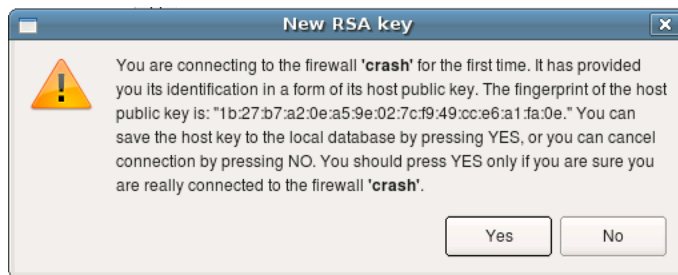 New RSA key
You are connecting to the firewall 'crash' for the first time. It has provided
you its identification in a form of its host public key. The fingerprint of the host
public key is: "1b:27:b7:a2:0e:a5:9e:02:7c:f9:49:cc:e6:a1:fa:0e." You can
save the host key to the local database by pressing YES, or you can cancel
connection by pressing NO. You should press YES only if you are sure you
are really connected to the firewall 'crash'.
Yes No